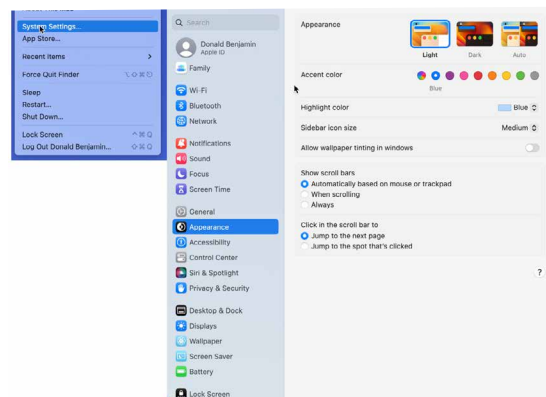 System Settings...
App Store...
Recent Items >
Force Quit Finder ⌥⇧⌘⎋
Sleep
Restart...
Shut Down...
Lock Screen ^⌘Q
Log Out Donald Benjamin... ⇧⌘Q
Search
Donald Benjamin
Apple ID
Family
Wi-Fi
Bluetooth
Network
Notifications
Sound
Focus
Screen Time
General
Appearance
Accessibility
Control Center
Siri & Spotlight
Privacy & Security
Desktop & Dock
Displays
Wallpaper
Screen Saver
Battery
Lock Screen
Appearance
Light Dark Auto
Accent color
Blue
Highlight color Blue
Sidebar icon size Medium
Allow wallpaper tinting in windows
Show scroll bars
Automatically based on mouse or trackpad
When scrolling
Always
Click in the scroll bar to
Jump to the next page
Jump to the spot that's clicked
?